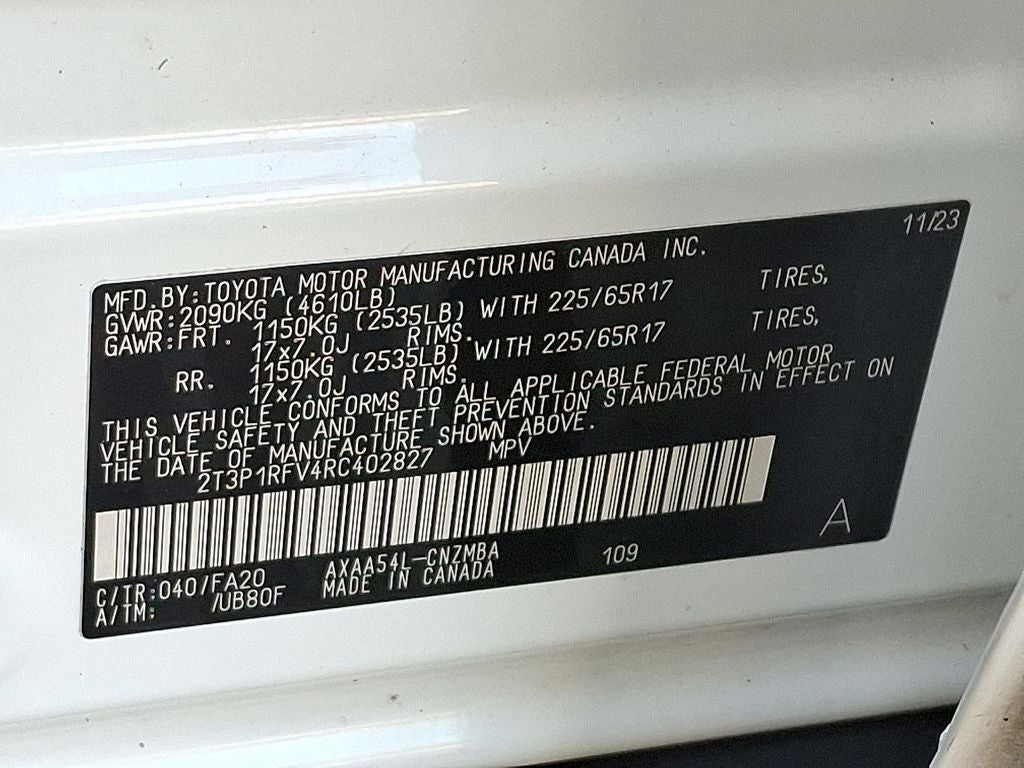 11/23
MFD.BY:TOYOTA MOTOR MANUFACTURING CANADA INC.
GVWR:2090KG (4610LB)
GAWR:FRT. 1150KG (2535LB) WITH 225/65R17 TIRES,
17x7.0J RIMS.
RR. 1150KG (2535LB) WITH 225/65R17 TIRES,
17x7.0J RIMS.
THIS VEHICLE CONFORMS TO ALL APPLICABLE FEDERAL MOTOR
VEHICLE SAFETY AND THEFT PREVENTION STANDARDS IN EFFECT ON
THE DATE OF MANUFACTURE SHOWN ABOVE.
2T3P1RFV4RC402827 MPV
A
C/TR:040/FA20 AXAA54L-CNZMBA 109
A/TM: /UB80F MADE IN CANADA